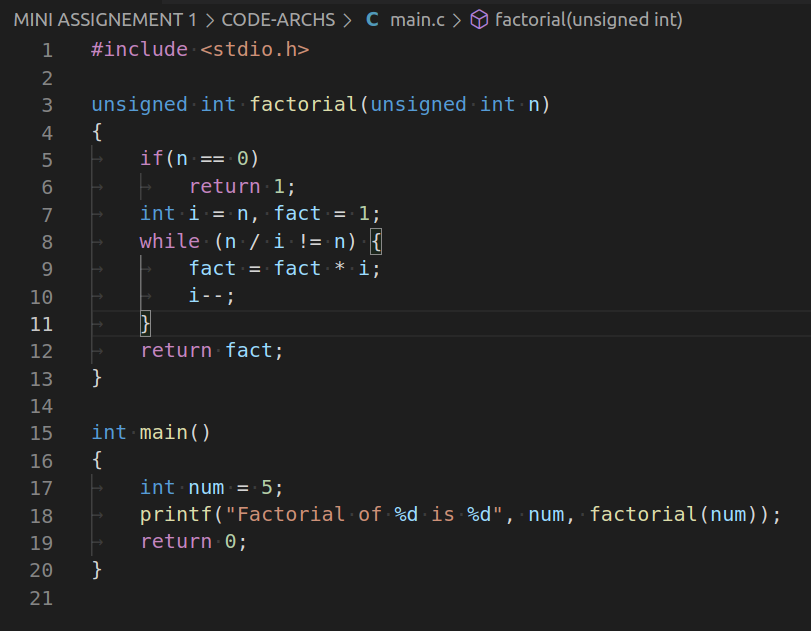 MINI ASSIGNEMENT 1 > CODE-ARCHS > C main.c > factorial(unsigned int)
1 #include <stdio.h>
2
3 unsigned int factorial(unsigned int n)
4 {
5 if(n == 0)
6 return 1;
7 int i = n, fact = 1;
8 while (n / i != n) {
9 fact = fact * i;
10 i--;
11 }
12 return fact;
13 }
14
15 int main()
16 {
17 int num = 5;
18 printf("Factorial of %d is %d", num, factorial(num));
19 return 0;
20 }
21